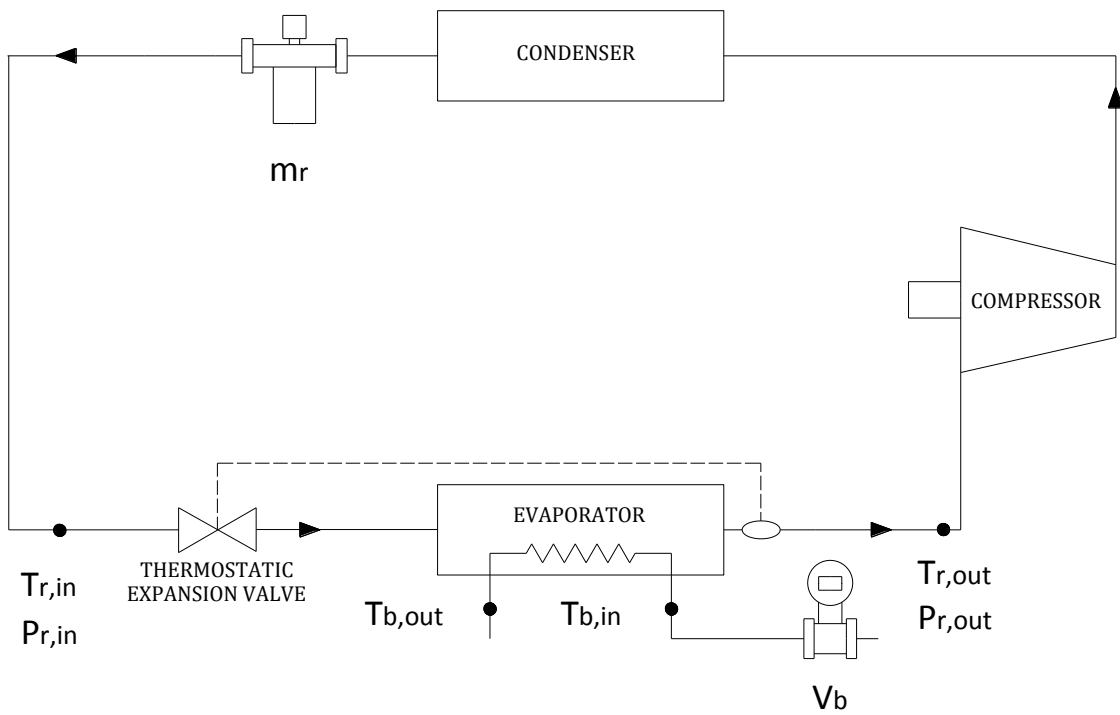 CONDENSER
mr
COMPRESSOR
EVAPORATOR
THERMOSTATIC
EXPANSION VALVE
Tr,in
Pr,in
Tb,out
Tb,in
Tr,out
Pr,out
Vb